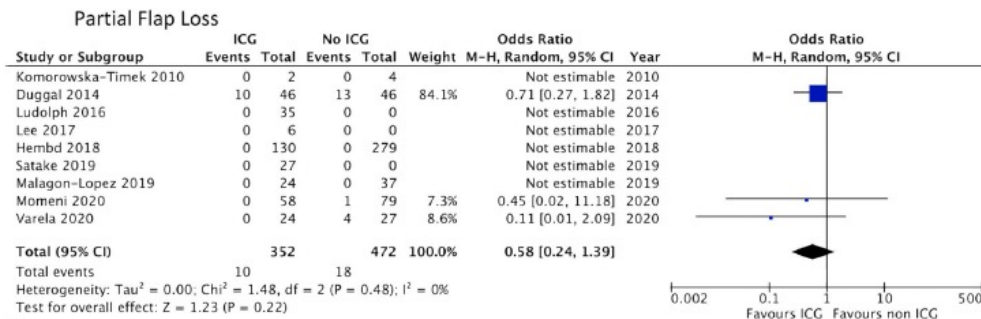 Partial Flap Loss
ICG No ICG Odds Ratio Odds Ratio
Study or Subgroup Events Total Events Total Weight M-H, Random, 95% CI Year M-H, Random, 95% CI
Komorowska-Timek 2010 0 2 0 4 Not estimable 2010
Duggal 2014 10 46 13 46 84.1% 0.71 [0.27, 1.82] 2014
Ludolph 2016 0 35 0 0 Not estimable 2016
Lee 2017 0 6 0 0 Not estimable 2017
Hembd 2018 0 130 0 279 Not estimable 2018
Satake 2019 0 27 0 0 Not estimable 2019
Malagon-Lopez 2019 0 24 0 37 Not estimable 2019
Momeni 2020 0 58 1 79 7.3% 0.45 [0.02, 11.18] 2020
Varela 2020 0 24 4 27 8.6% 0.11 [0.01, 2.09] 2020
Total (95% CI) 352 472 100.0% 0.58 [0.24, 1.39]
Total events 10 18
Heterogeneity: Tau² = 0.00; Chi² = 1.48, df = 2 (P = 0.48); I² = 0%
Test for overall effect: Z = 1.23 (P = 0.22)
0.002 0.1 1 10 500
Favours ICG Favours non ICG